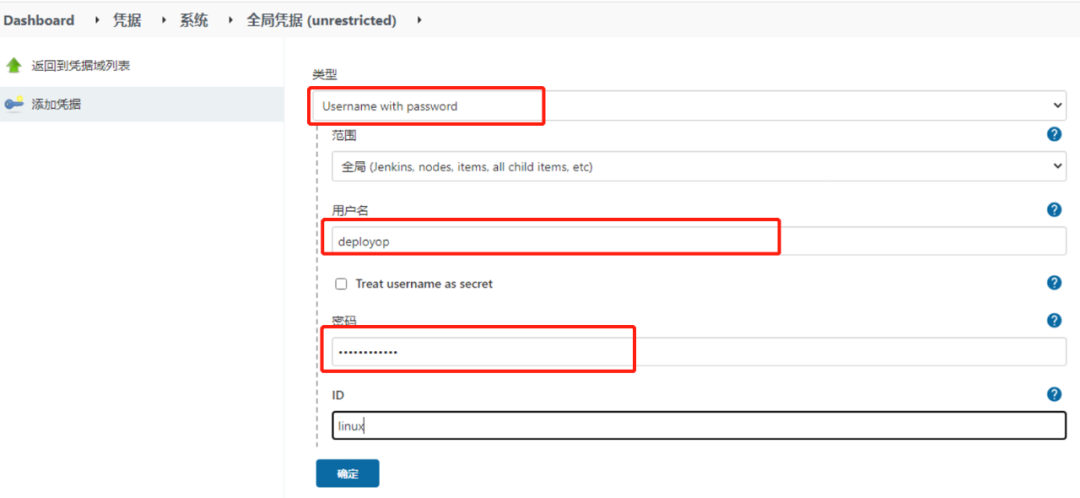 Dashboard ▸ 凭据 ▸ 系统 ▸ 全局凭据 (unrestricted) ▸
返回到凭据域列表
添加凭据
类型
Username with password
范围
全局 (Jenkins, nodes, items, all child items, etc)
用户名
deployop
Treat username as secret
密码
••••••••••••
ID
linux
确定